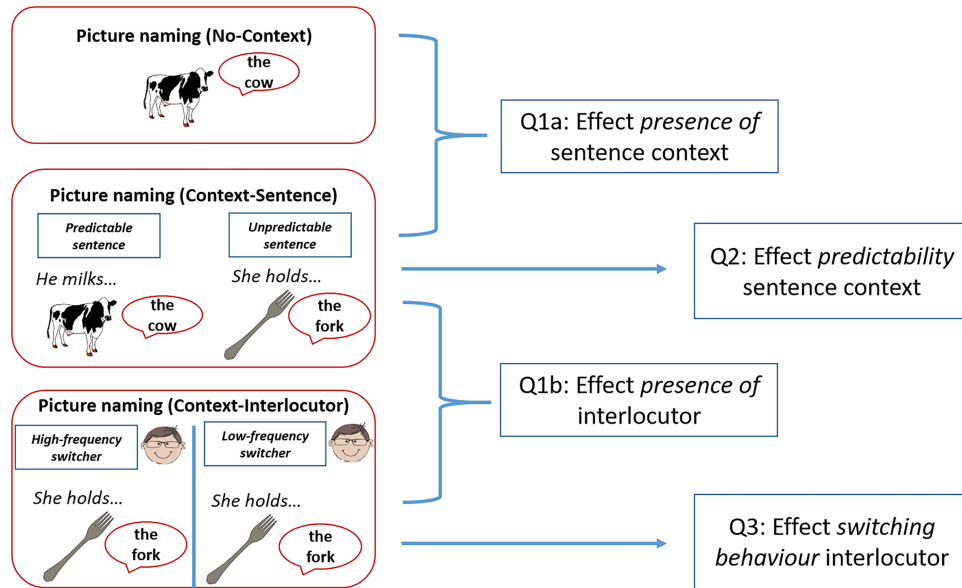 Picture naming (No-Context)
the
cow
Q1a: Effect presence of
sentence context
Picture naming (Context-Sentence)
Predictable
sentence
Unpredictable
sentence
He milks...
She holds...
the
cow
the
fork
Q2: Effect predictability
sentence context
Q1b: Effect presence of
interlocutor
Picture naming (Context-Interlocutor)
High-frequency
switcher
Low-frequency
switcher
She holds...
She holds...
the
fork
the
fork
Q3: Effect switching
behaviour interlocutor